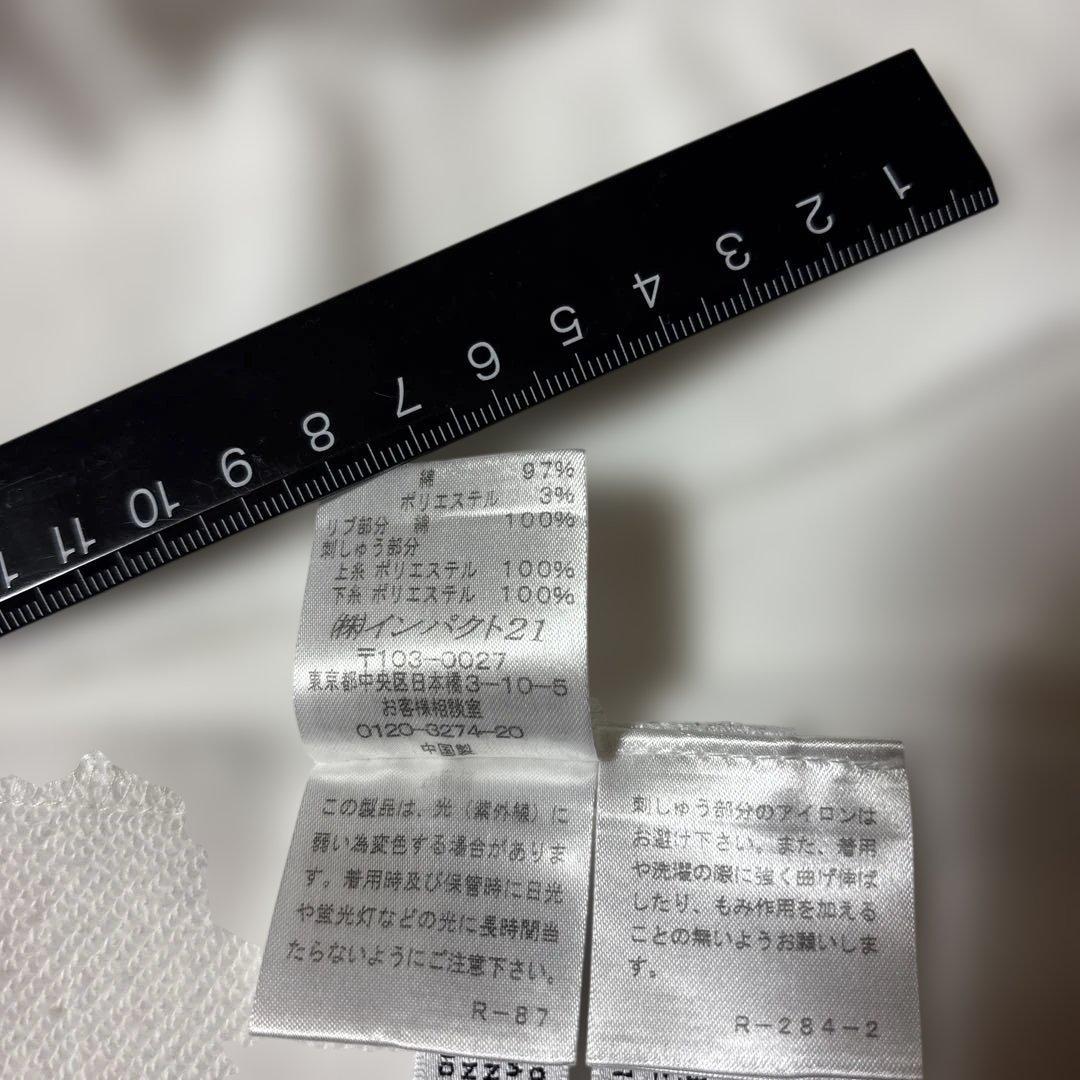 1 2 3 4 5 6 7 8 9 10 11
綿 97%
ポリエステル 3%
リブ部分 綿 100%
刺しゅう部分
上糸 ポリエステル 100%
下糸 ポリエステル 100%
㈱インパクト21
〒103-0027
東京都中央区日本橋3-10-5
お客様相談室
0120-3274-20
中国製
この製品は、光（紫外線）に
弱い為変色する場合がありま
す。着用時及び保管時に日光
や蛍光灯などの光に長時間当
たらないようにご注意下さい。
R-87
刺しゅう部分のアイロンは
お避け下さい。また、着用
や洗濯の際に強く曲げ伸ば
したり、もみ作用を加える
ことの無いようお願いしま
す。
R-284-2